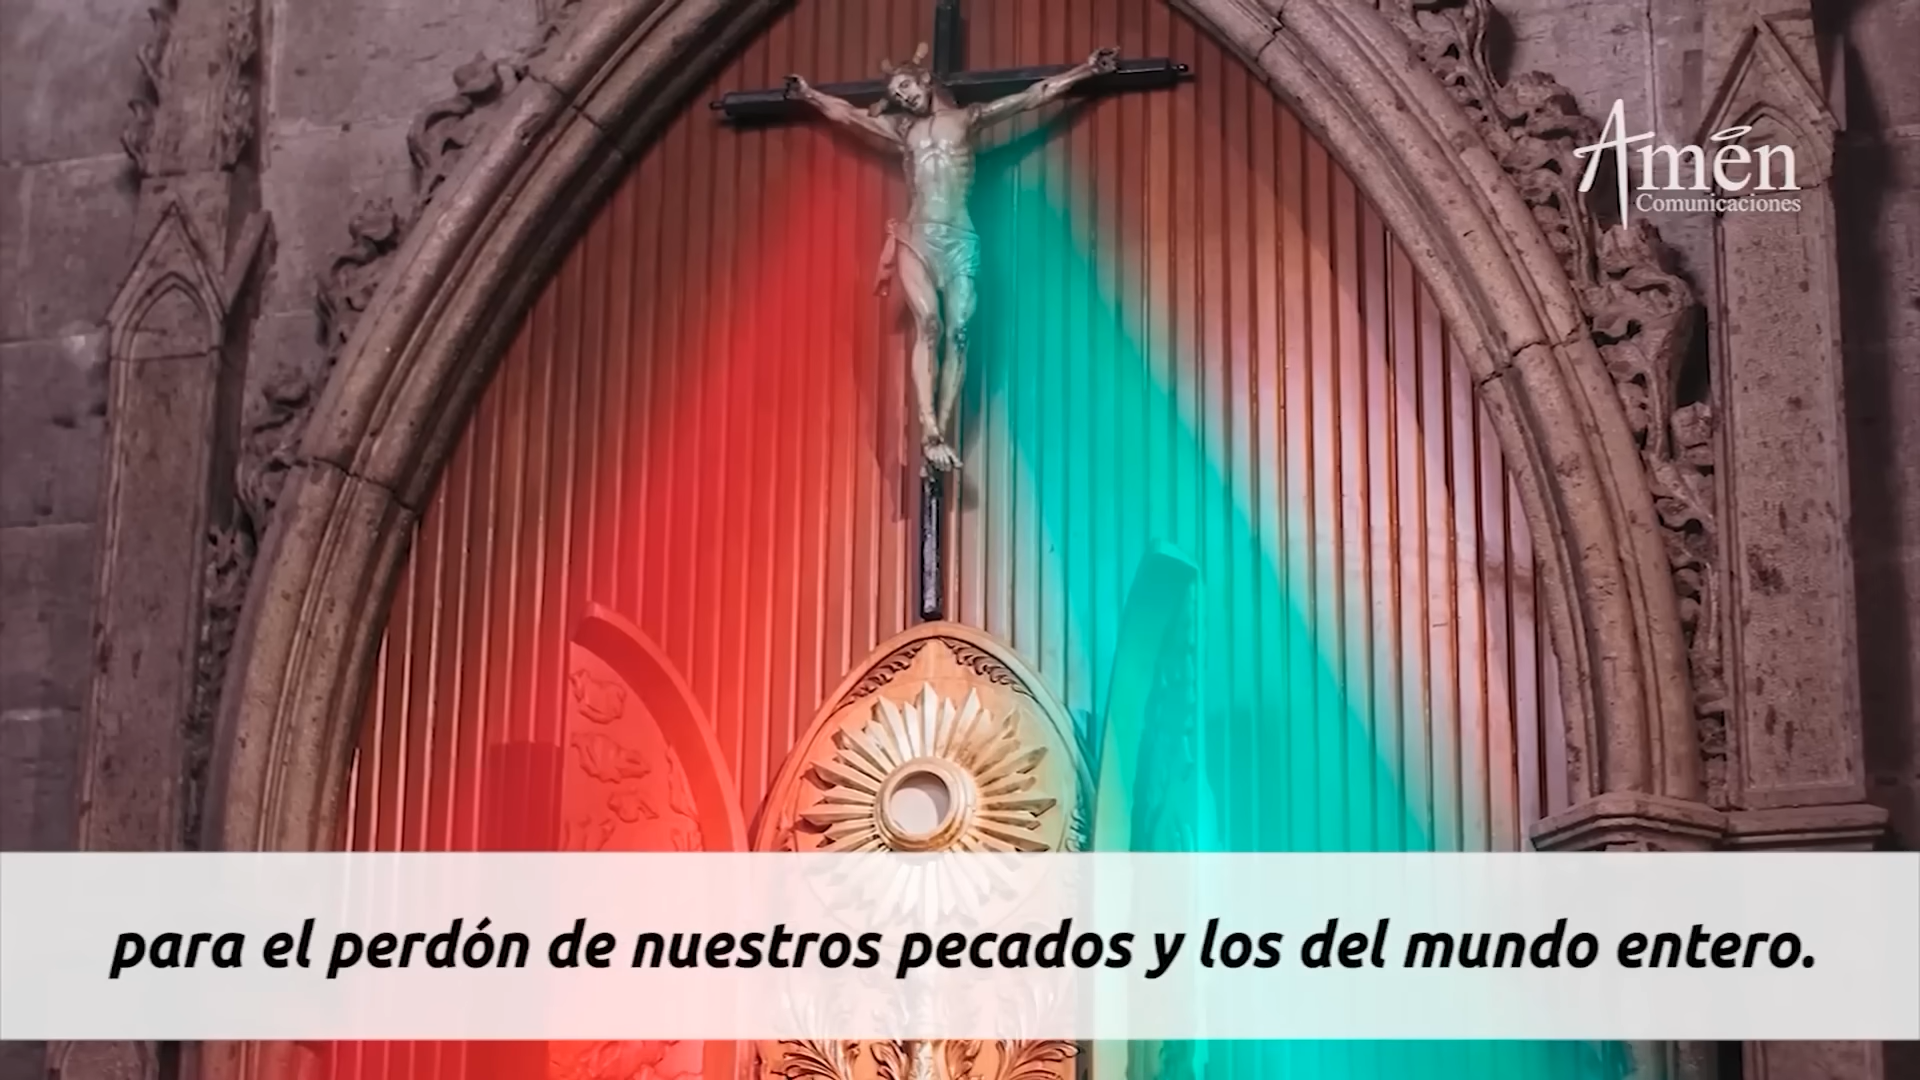 Amén
Comunicaciones
para el perdón de nuestros pecados y los del mundo entero.